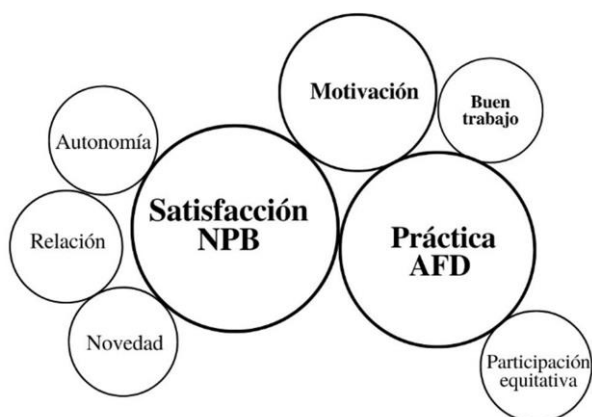 Motivación
Buen
trabajo
Autonomía
Satisfacción
NPB
Práctica
AFD
Relación
Novedad
Participación
equitativa